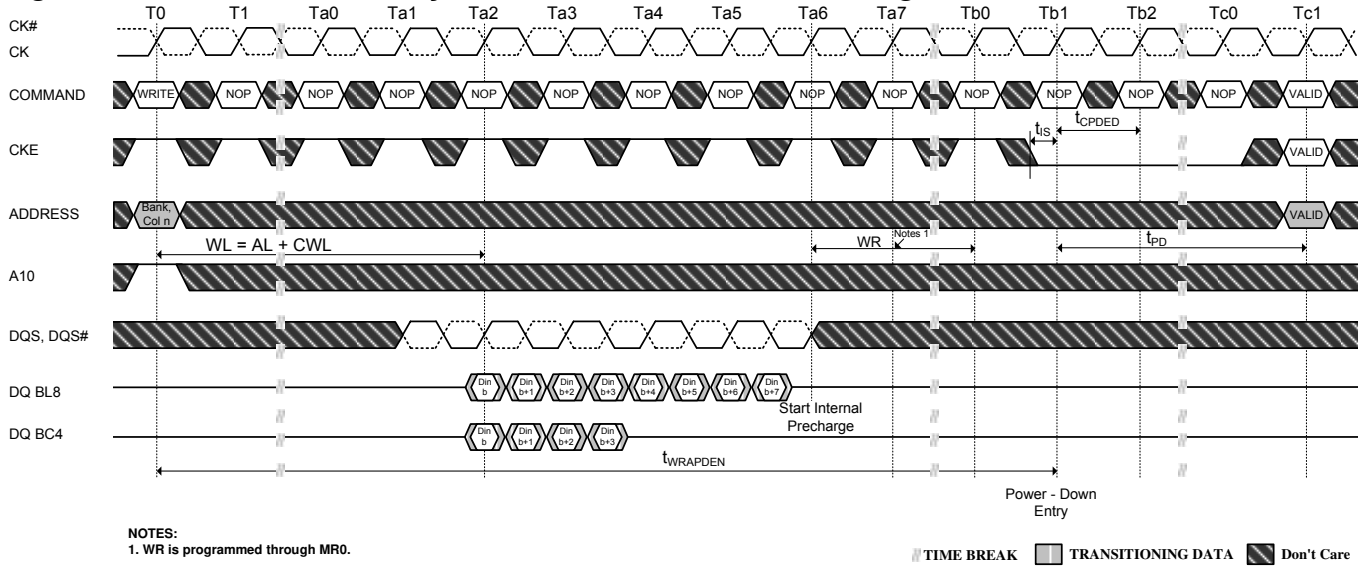 T0 T1 Ta0 Ta1 Ta2 Ta3 Ta4 Ta5 Ta6 Ta7 Tb0 Tb1 Tb2 Tc0 Tc1
CK#
CK
COMMAND WRITE NOP NOP NOP NOP NOP NOP NOP NOP NOP NOP NOP NOP NOP VALID
tIS tCPDED
CKE VALID
ADDRESS Bank, Col n VALID
WL = AL + CWL WR Notes 1 tPD
A10
DQS, DQS#
DQ BL8 Din b Din b+1 Din b+2 Din b+3 Din b+4 Din b+5 Din b+6 Din b+7
Start Internal
Precharge
DQ BC4 Din b Din b+1 Din b+2 Din b+3
tWRAPDEN
Power - Down
Entry
NOTES:
1. WR is programmed through MR0.
TIME BREAK TRANSITIONING DATA Don't Care